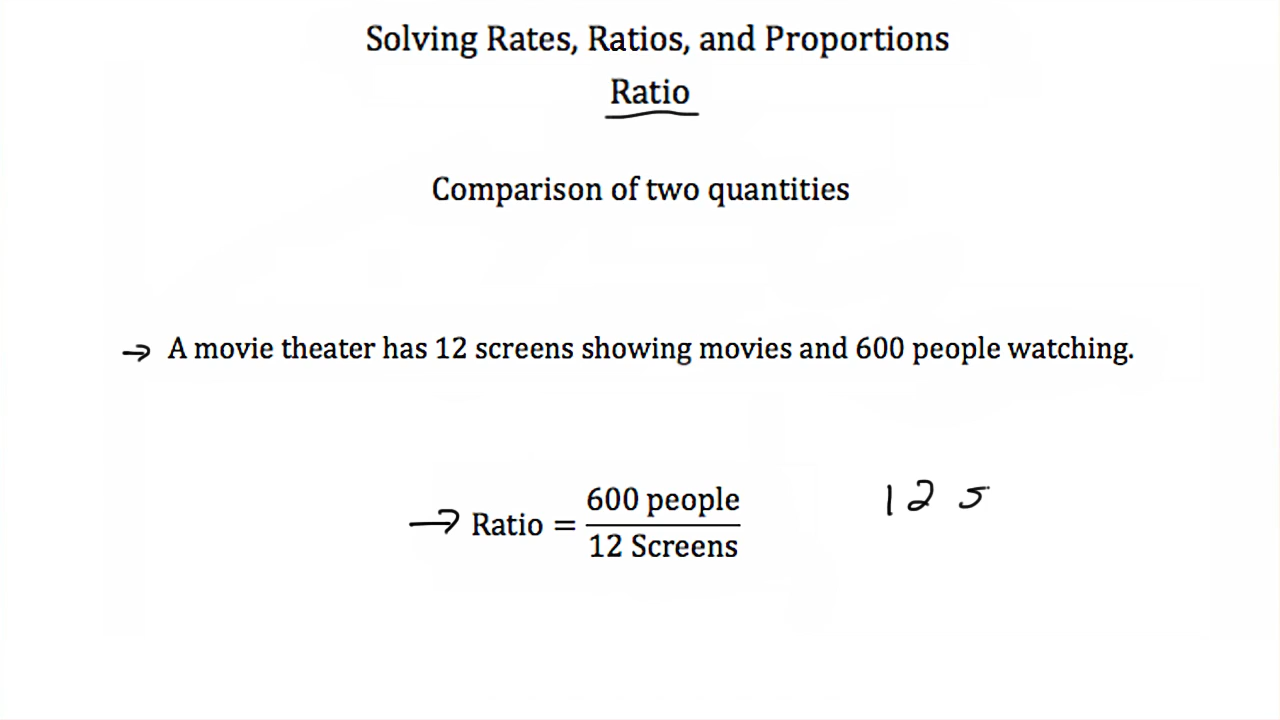 Solving Rates, Ratios, and Proportions
Ratio
Comparison of two quantities
→ A movie theater has 12 screens showing movies and 600 people watching.
→ Ratio = 600 people / 12 Screens
12 s